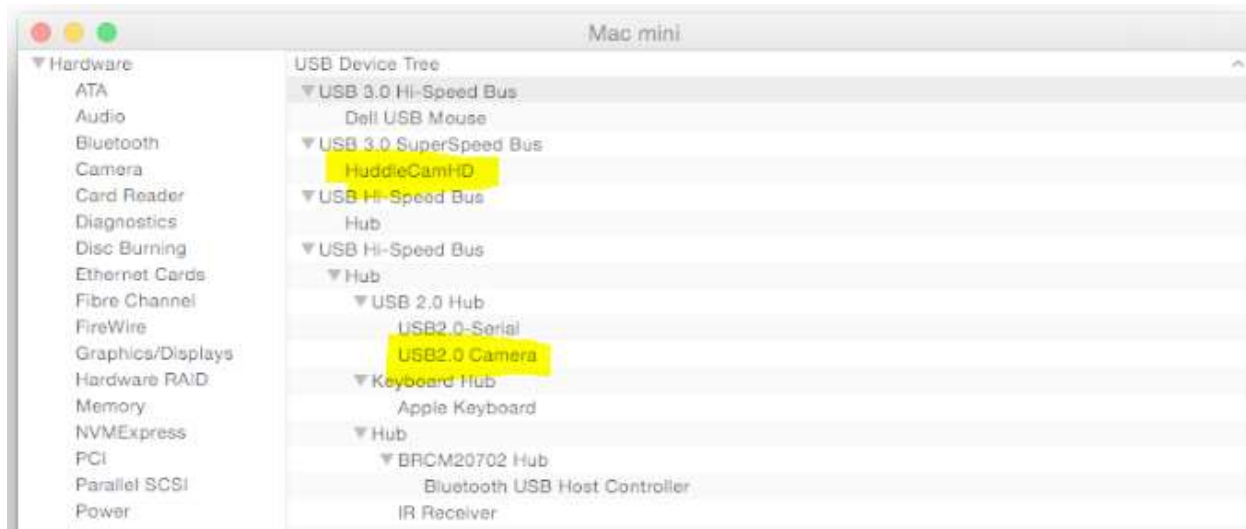 Mac mini
Hardware
ATA
Audio
Bluetooth
Camera
Card Reader
Diagnostics
Disc Burning
Ethernet Cards
Fibre Channel
FireWire
Graphics/Displays
Hardware RAID
Memory
NVMExpress
PCI
Parallel SCSI
Power
USB Device Tree
USB 3.0 Hi-Speed Bus
Dell USB Mouse
USB 3.0 SuperSpeed Bus
HuddleCamHD
USB Hi-Speed Bus
Hub
USB Hi-Speed Bus
Hub
USB 2.0 Hub
USB2.0-Serial
USB2.0 Camera
Keyboard Hub
Apple Keyboard
Hub
BRCM20702 Hub
Bluetooth USB Host Controller
IR Receiver